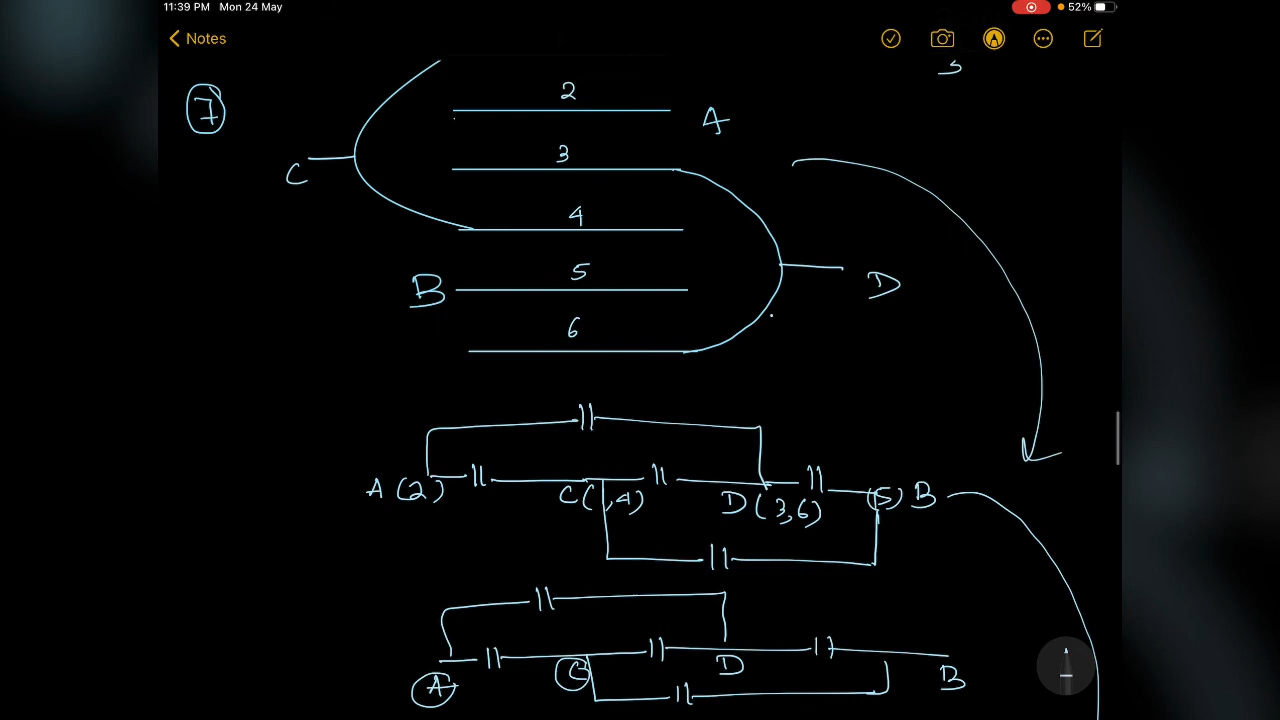 11:39 PM Mon 24 May
52%
Notes
7
2
A
3
C
4
5
B
D
6
A (2)
C( ,4)
D(3,6)
(5) B
A
C
D
B